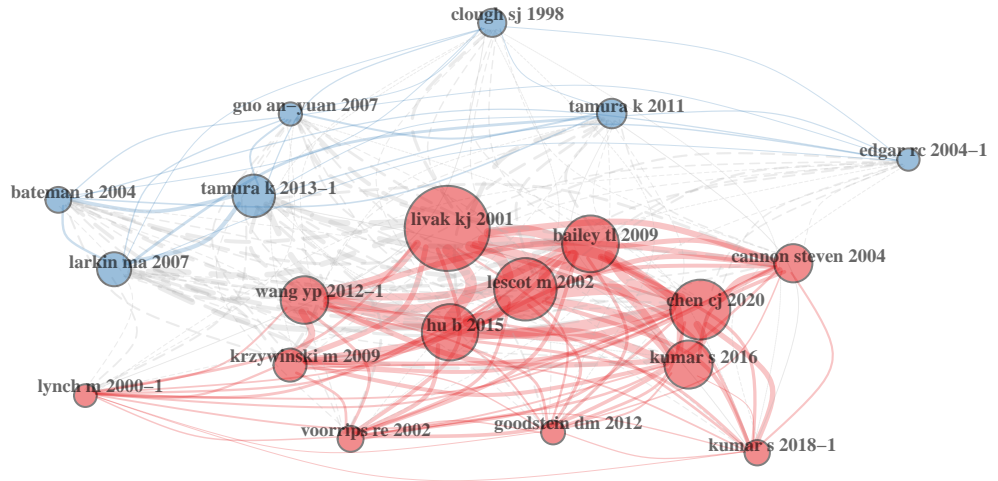 clough sj 1998
guo an−yuan 2007
tamura k 2011
edgar rc 2004−1
bateman a 2004
tamura k 2013−1
livak kj 2001
bailey tl 2009
larkin ma 2007
cannon steven 2004
wang yp 2012−1
lescot m 2002
chen cj 2020
hu b 2015
krzywinski m 2009
kumar s 2016
lynch m 2000−1
voorrips re 2002
goodstein dm 2012
kumar s 2018−1